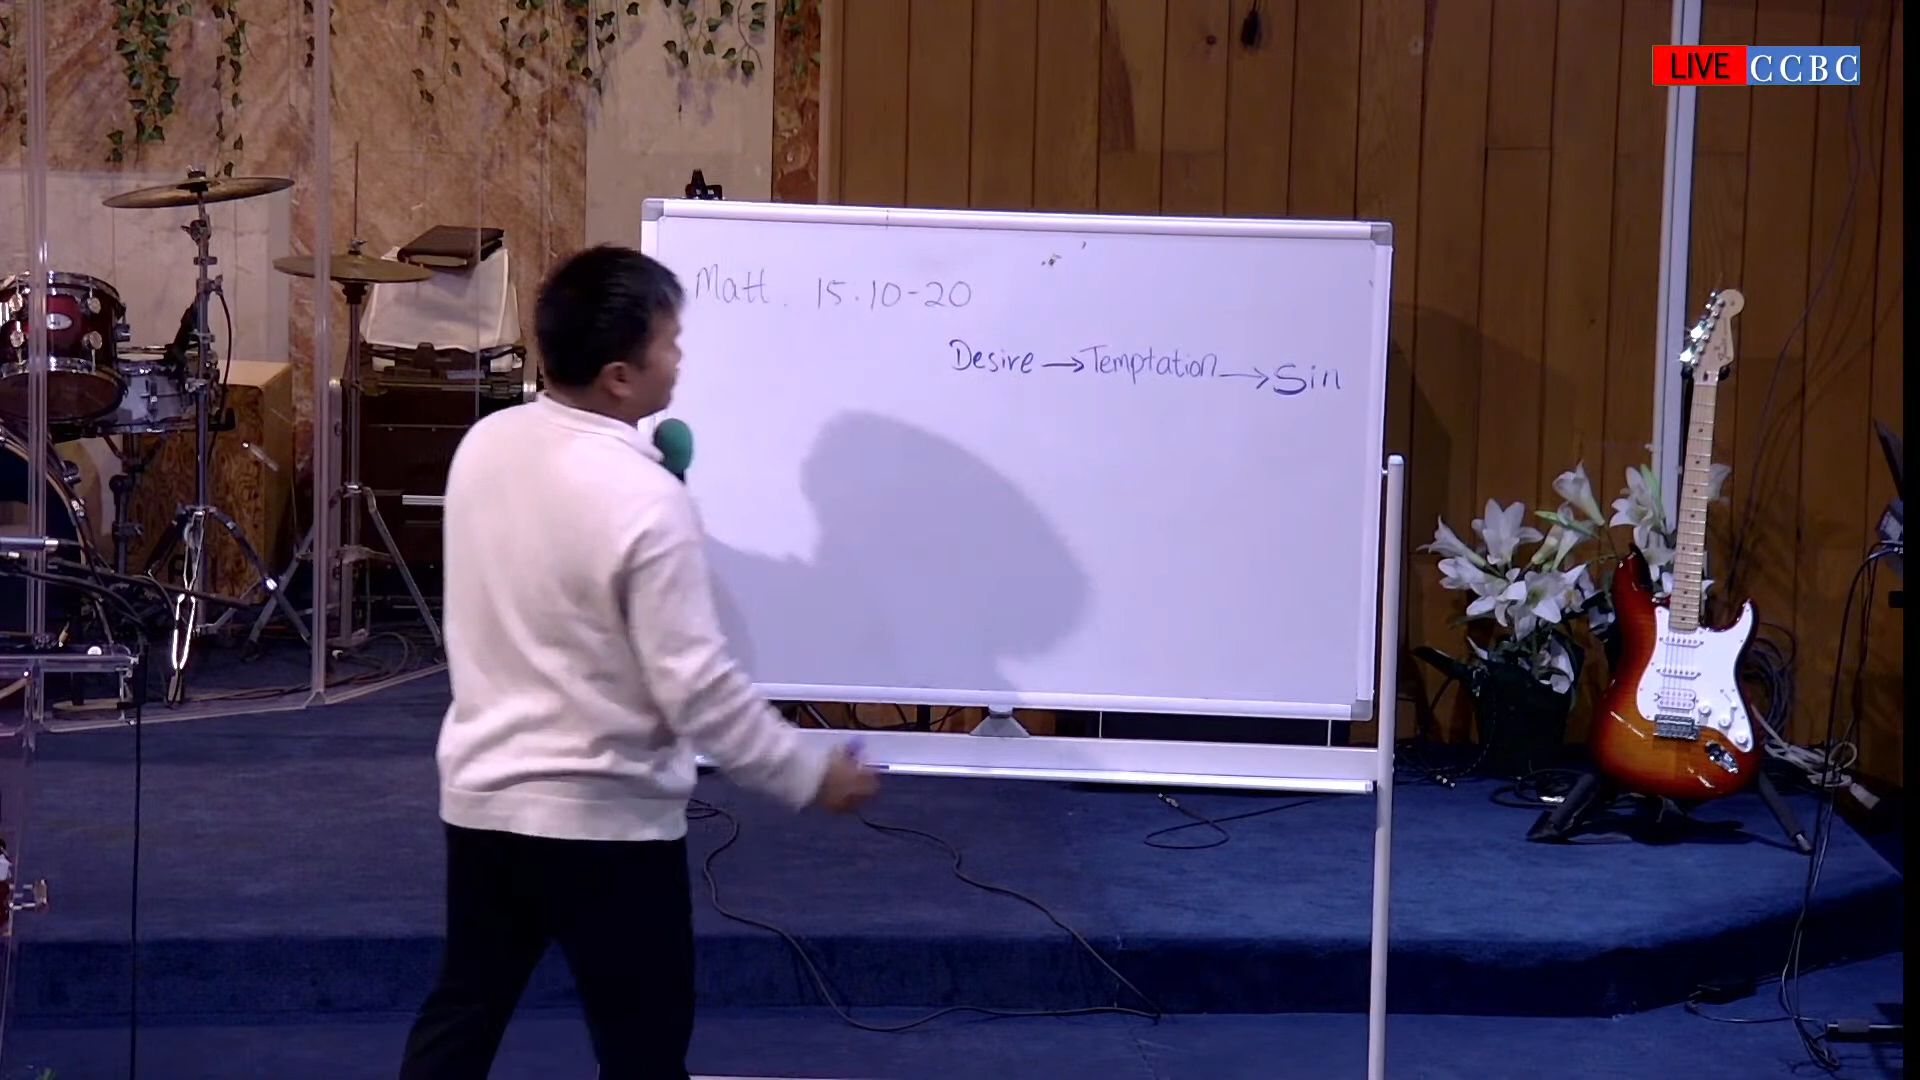 LIVE CCBC
Matt. 15.10-20
Desire → Temptation → Sin